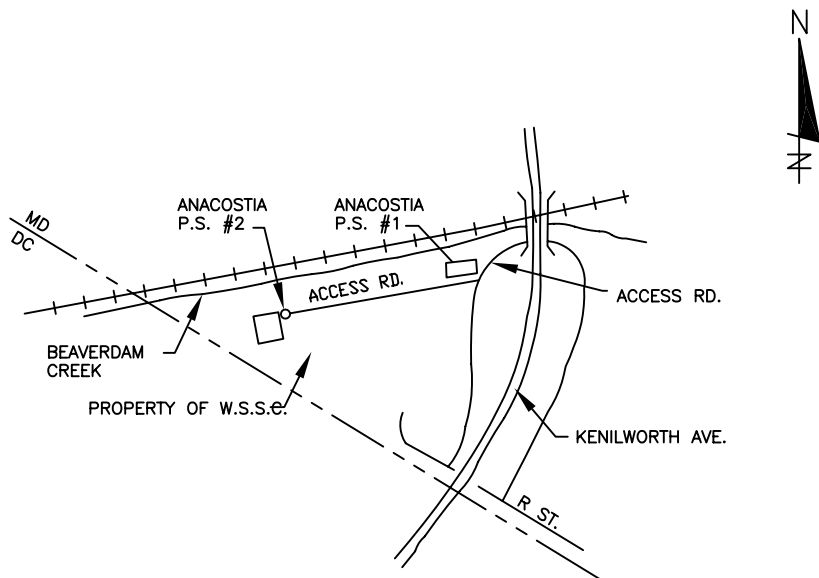 N
N
ANACOSTIA
P.S. #2
ANACOSTIA
P.S. #1
MD
DC
ACCESS RD.
ACCESS RD.
BEAVERDAM
CREEK
PROPERTY OF W.S.S.C.
KENILWORTH AVE.
R ST.